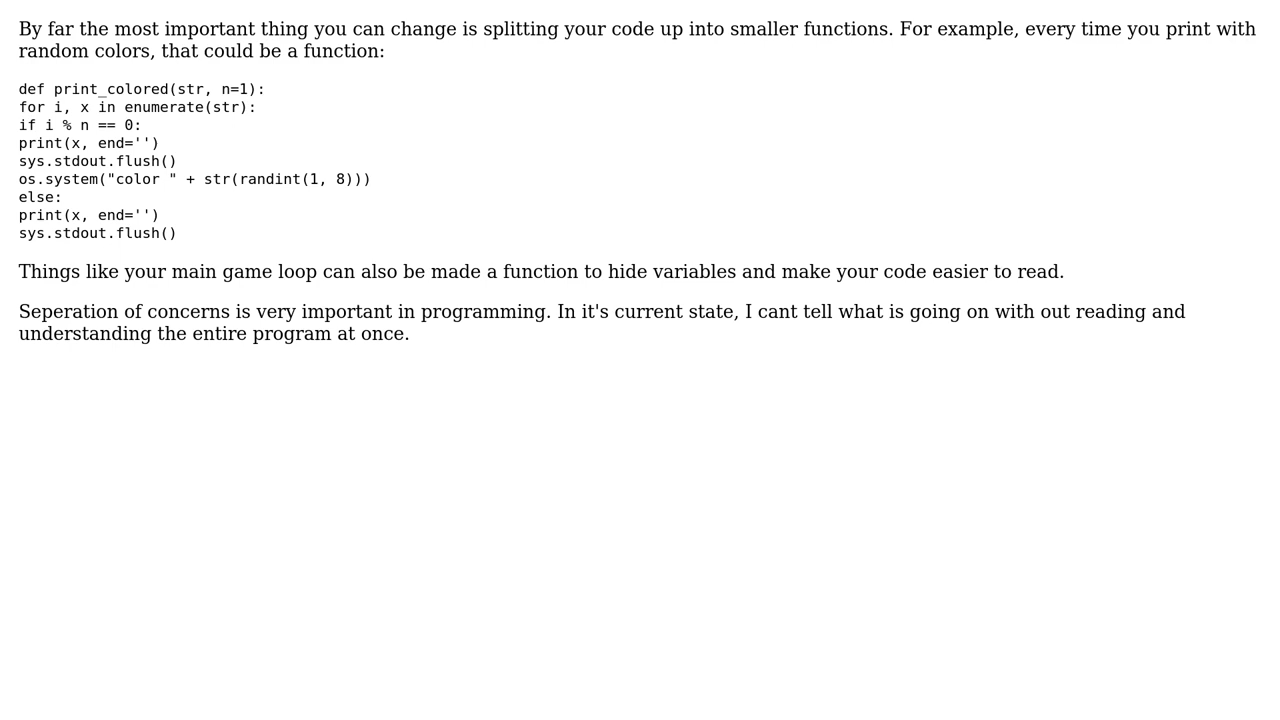 By far the most important thing you can change is splitting your code up into smaller functions. For example, every time you print with
random colors, that could be a function:
def print_colored(str, n=1):
for i, x in enumerate(str):
if i % n == 0:
print(x, end='')
sys.stdout.flush()
os.system("color " + str(randint(1, 8)))
else:
print(x, end='')
sys.stdout.flush()
Things like your main game loop can also be made a function to hide variables and make your code easier to read.
Seperation of concerns is very important in programming. In it's current state, I cant tell what is going on with out reading and
understanding the entire program at once.